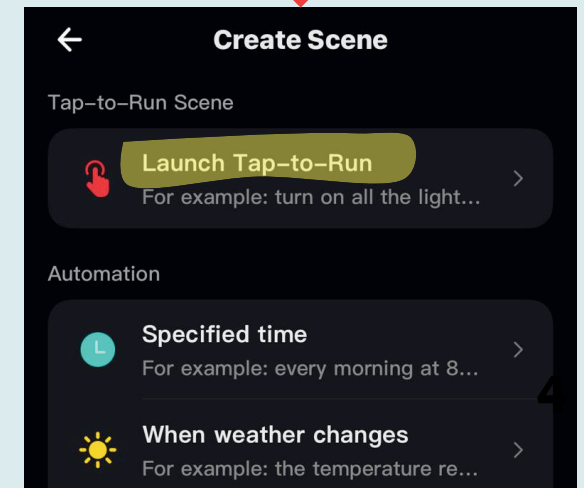 Create Scene
Tap-to-Run Scene
Launch Tap-to-Run
For example: turn on all the light...
Automation
Specified time
For example: every morning at 8...
4
When weather changes
For example: the temperature re...